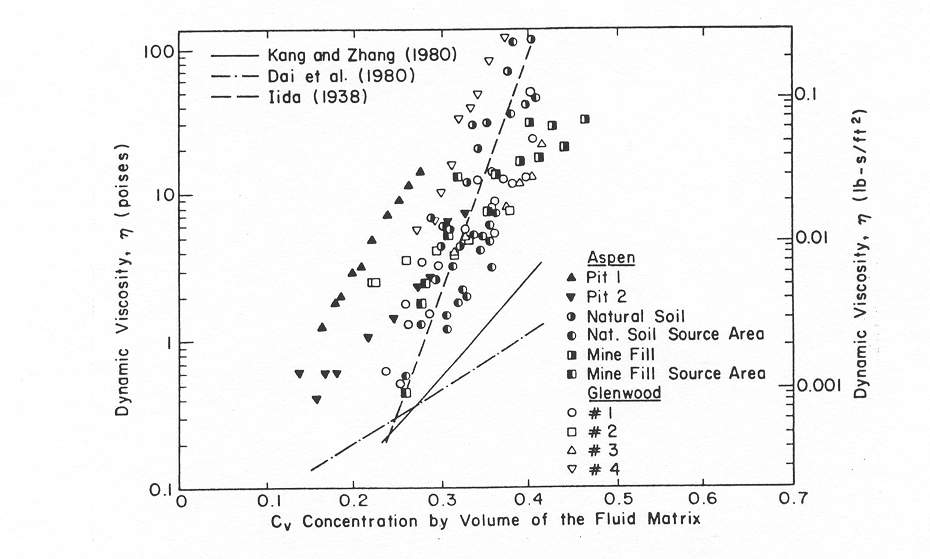 100
10
1
0.1
Dynamic Viscosity, η (poises)
Kang and Zhang (1980)
Dai et al. (1980)
Iida (1938)
Aspen
Pit 1
Pit 2
Natural Soil
Nat. Soil Source Area
Mine Fill
Mine Fill Source Area
Glenwood
# 1
# 2
# 3
# 4
0.1
0.01
0.001
Dynamic Viscosity, η (lb-s/ft²)
0 0.1 0.2 0.3 0.4 0.5 0.6 0.7
Cv Concentration by Volume of the Fluid Matrix